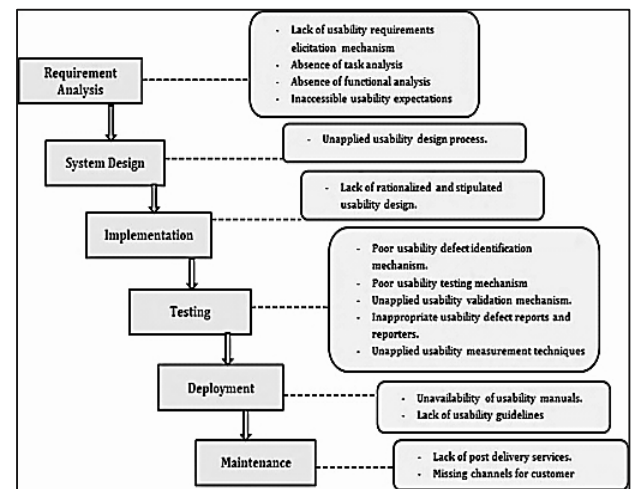 - Lack of usability requirements
elicitation mechanism
- Absence of task analysis
- Absence of functional analysis
- Inaccessible usability expectations
Requirement
Analysis
- Unapplied usability design process.
System Design
- Lack of rationalized and stipulated
usability design.
Implementation
- Poor usability defect identification
mechanism.
- Poor usability testing mechanism
- Unapplied usability validation mechanism.
- Inappropriate usability defect reports and
reporters.
- Unapplied usability measurement techniques
Testing
Deployment
- Unavailability of usability manuals.
- Lack of usability guidelines
Maintenance
- Lack of post delivery services.
- Missing channels for customer